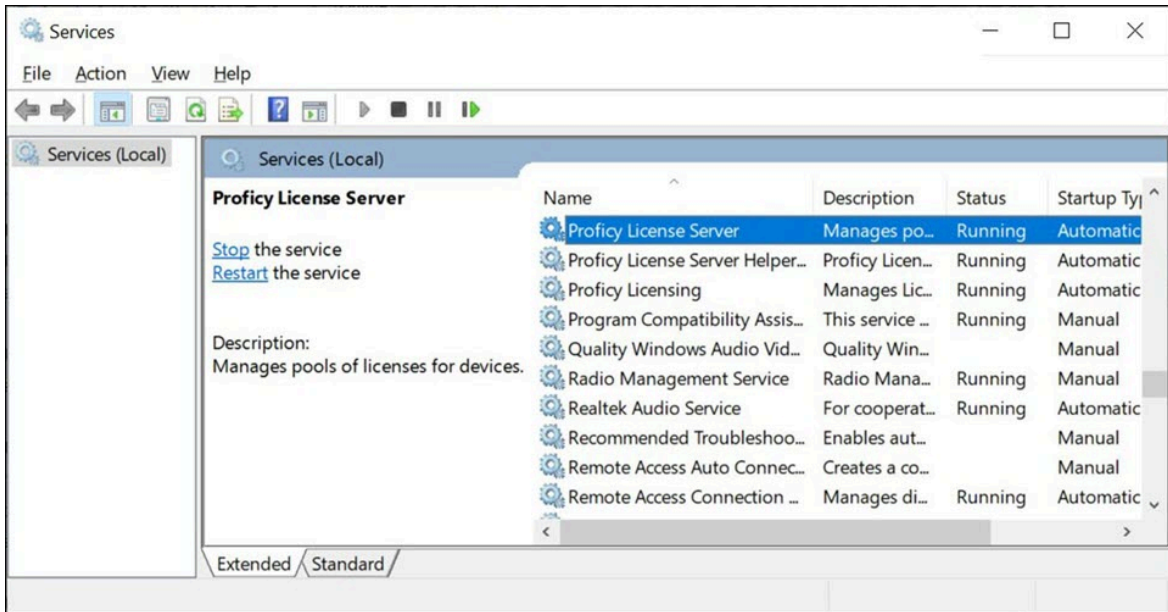 Services
File Action View Help
Services (Local)
Services (Local)
Proficy License Server
Stop the service
Restart the service
Description:
Manages pools of licenses for devices.
Name Description Status Startup Typ
Proficy License Server Manages po... Running Automatic
Proficy License Server Helper... Proficy Licen... Running Automatic
Proficy Licensing Manages Lic... Running Automatic
Program Compatibility Assis... This service ... Running Manual
Quality Windows Audio Vid... Quality Win... Manual
Radio Management Service Radio Mana... Running Manual
Realtek Audio Service For cooperat... Running Automatic
Recommended Troubleshoo... Enables aut... Manual
Remote Access Auto Connec... Creates a co... Manual
Remote Access Connection ... Manages di... Running Automatic
Extended Standard